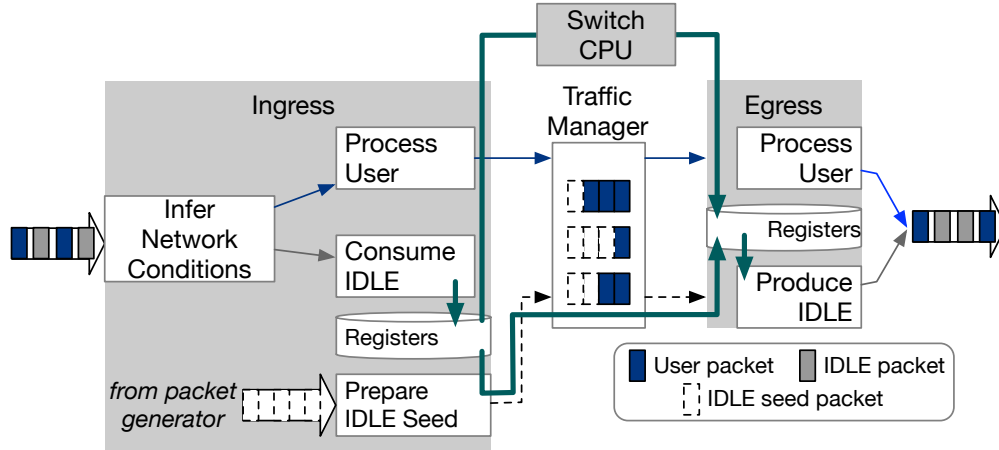 Switch
CPU
Ingress
Traffic
Manager
Egress
Process
User
Process
User
Infer
Network
Conditions
Registers
Consume
IDLE
Produce
IDLE
Registers
from packet
generator
Prepare
IDLE Seed
User packet
IDLE packet
IDLE seed packet